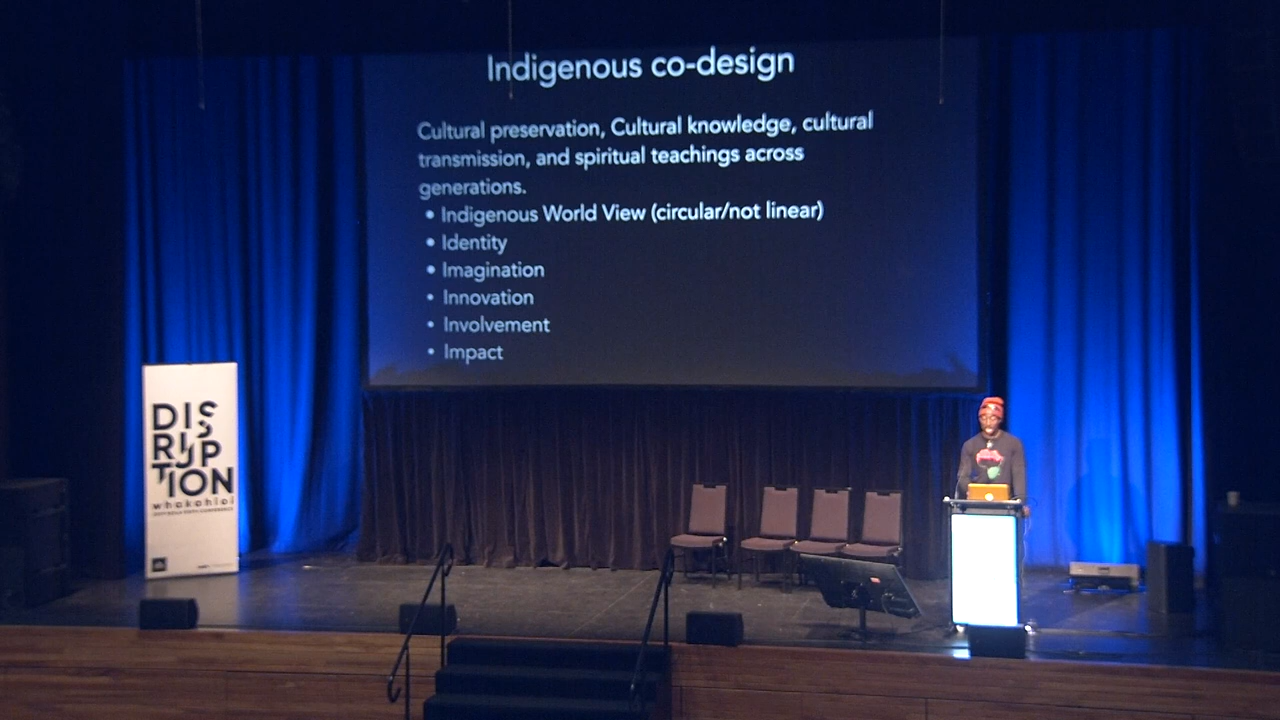 Indigenous co-design
Cultural preservation, Cultural knowledge, cultural
transmission, and spiritual teachings across
generations.
• Indigenous World View (circular/not linear)
• Identity
• Imagination
• Innovation
• Involvement
• Impact
DIS
RUP
TION
whakahioi